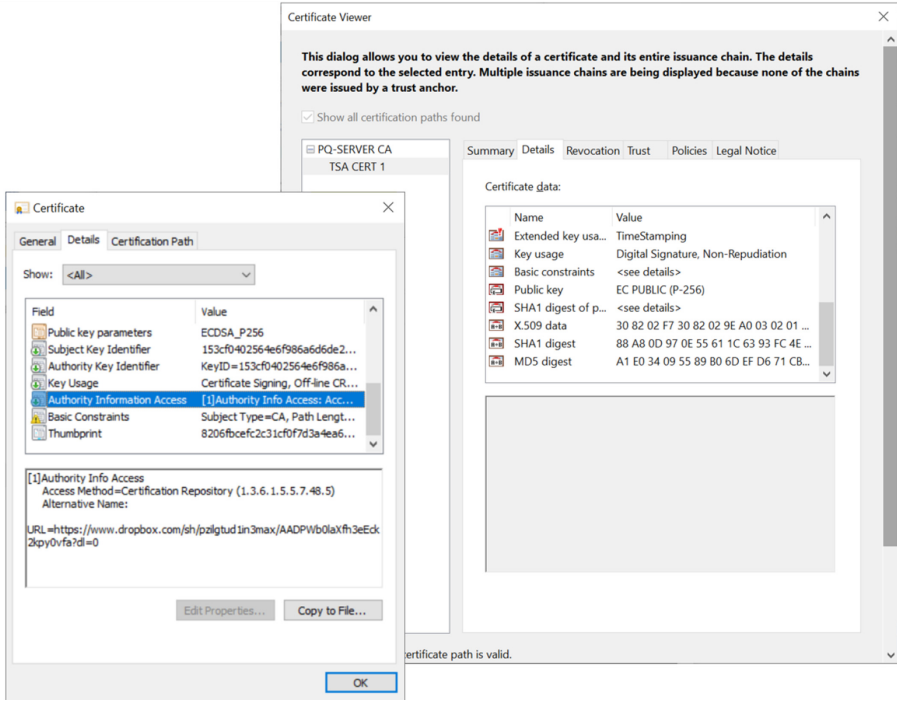 Certificate Viewer
This dialog allows you to view the details of a certificate and its entire issuance chain. The details
correspond to the selected entry. Multiple issuance chains are being displayed because none of the chains
were issued by a trust anchor.
Show all certification paths found
PQ-SERVER CA
TSA CERT 1
Summary Details Revocation Trust Policies Legal Notice
Certificate data:
Name Value
Extended key usa... TimeStamping
Key usage Digital Signature, Non-Repudiation
Basic constraints <see details>
Public key EC PUBLIC (P-256)
SHA1 digest of p... <see details>
X.509 data 30 82 02 F7 30 82 02 9E A0 03 02 01 ...
SHA1 digest 88 A8 0D 97 0E 55 61 1C 63 93 FC 4E ...
MD5 digest A1 E0 34 09 55 89 B0 6D EF D6 71 CB...
ertificate path is valid.
Certificate
General Details Certification Path
Show: <All>
Field Value
Public key parameters ECDSA_P256
Subject Key Identifier 153cf0402564e6f986a6d6de2...
Authority Key Identifier KeyID=153cf0402564e6f986a...
Key Usage Certificate Signing, Off-line CR...
Authority Information Access [1]Authority Info Access: Acc...
Basic Constraints Subject Type=CA, Path Lengt...
Thumbprint 8206fbcefc2c31cf0f7d3a4ea6...
[1]Authority Info Access
Access Method=Certification Repository (1.3.6.1.5.5.7.48.5)
Alternative Name:
URL=https://www.dropbox.com/sh/pzilgtud1in3max/AADPWb0laXfh3eEck
2kpy0vfa?dl=0
Edit Properties... Copy to File...
OK